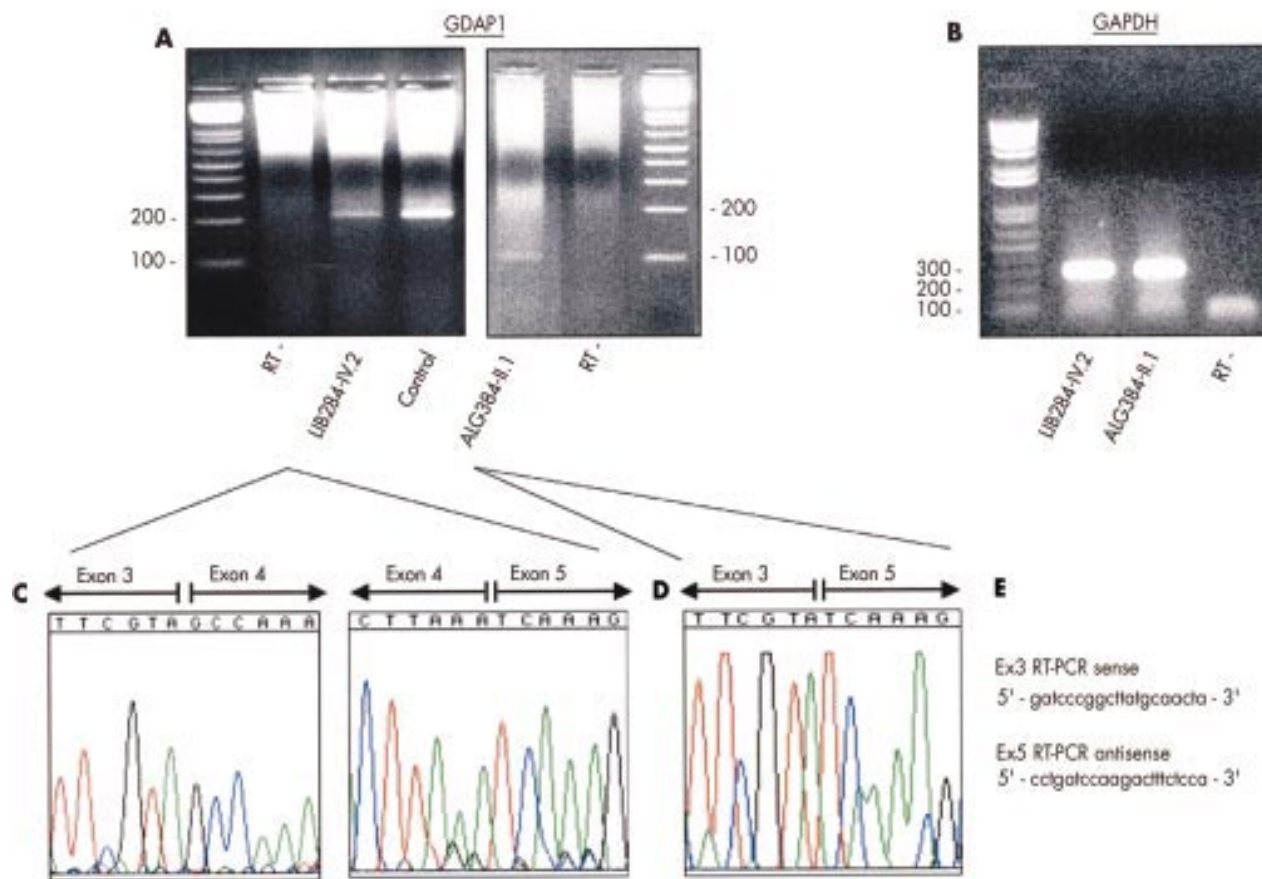 A
GDAP1
200 -
100 -
- 200
- 100
RT -
LIB284-IV.2
Control
ALG384-II.1
RT -
B
GAPDH
300 -
200 -
100 -
LIB284-IV.2
ALG384-II.1
RT -
C
Exon 3
Exon 4
T T C G T A G C C A A A
Exon 4
Exon 5
C T T A A A T C A A A G
D
Exon 3
Exon 5
T T C G T A T C A A A G
E
Ex3 RT-PCR sense
5' - gatcccggcttatgcaacta - 3'
Ex5 RT-PCR antisense
5' - cctgatccaagactttctcca - 3'